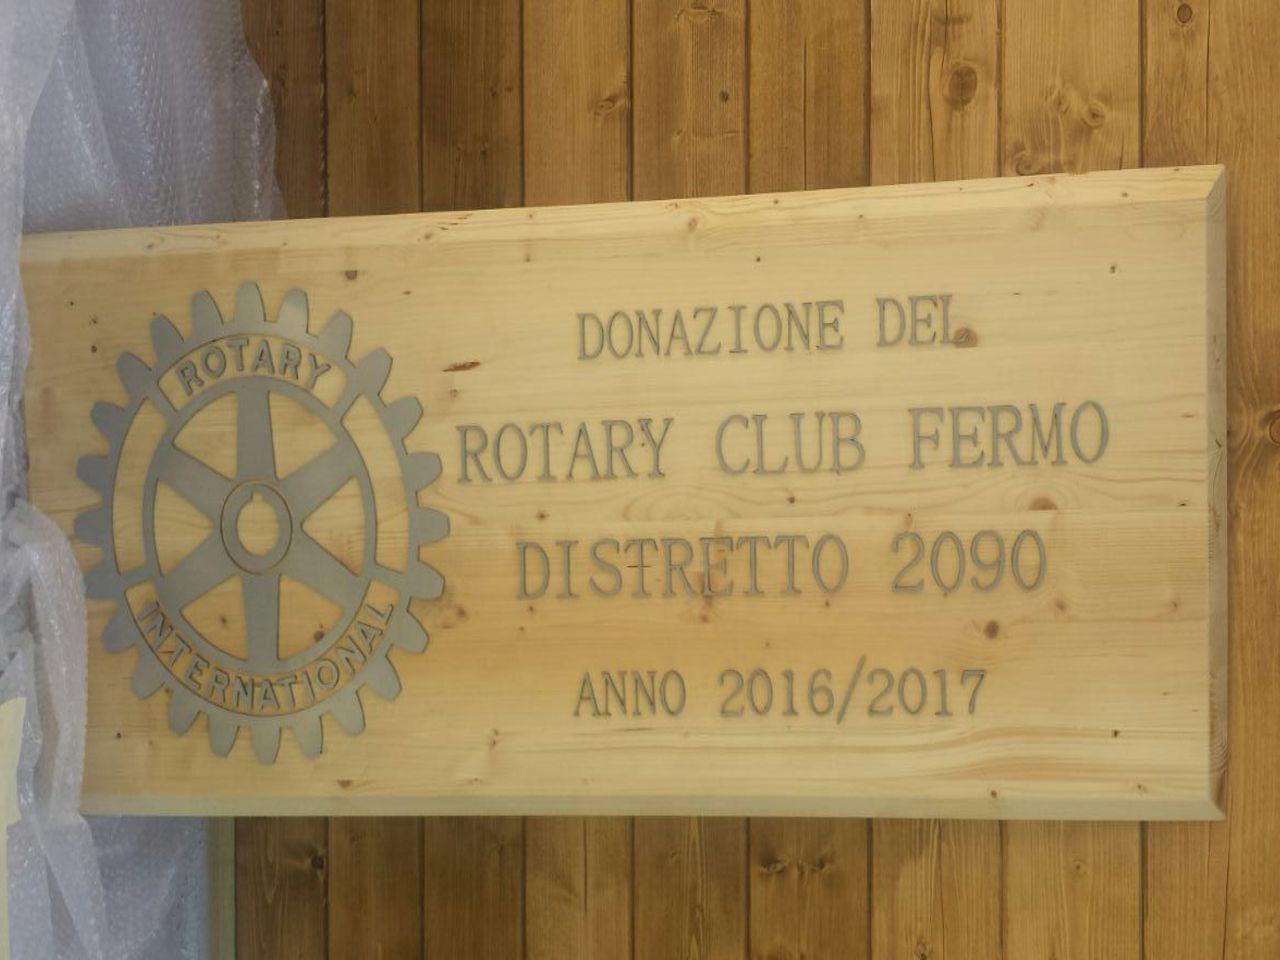 ROTARY
INTERNATIONAL
DONAZIONE DEL
ROTARY CLUB FERMO
DISTRETTO 2090
ANNO 2016/2017